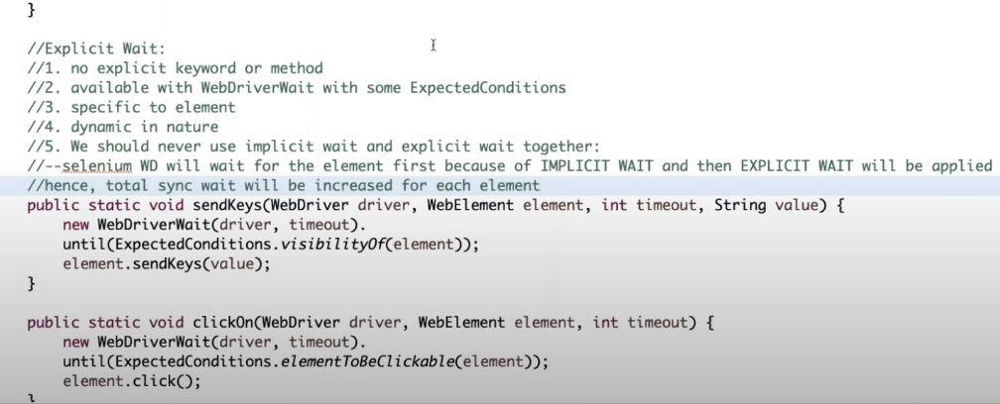 }
//Explicit Wait:
//1. no explicit keyword or method
//2. available with WebDriverWait with some ExpectedConditions
//3. specific to element
//4. dynamic in nature
//5. We should never use implicit wait and explicit wait together:
//--selenium WD will wait for the element first because of IMPLICIT WAIT and then EXPLICIT WAIT will be applied
//hence, total sync wait will be increased for each element
public static void sendKeys(WebDriver driver, WebElement element, int timeout, String value) {
new WebDriverWait(driver, timeout).
until(ExpectedConditions.visibilityOf(element));
element.sendKeys(value);
}
public static void clickOn(WebDriver driver, WebElement element, int timeout) {
new WebDriverWait(driver, timeout).
until(ExpectedConditions.elementToBeClickable(element));
element.click();
}